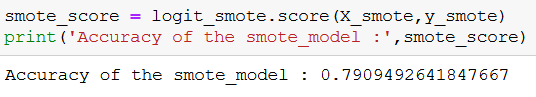 smote_score = logit_smote.score(X_smote,y_smote)
print('Accuracy of the smote_model :',smote_score)
Accuracy of the smote_model : 0.7909492641847667